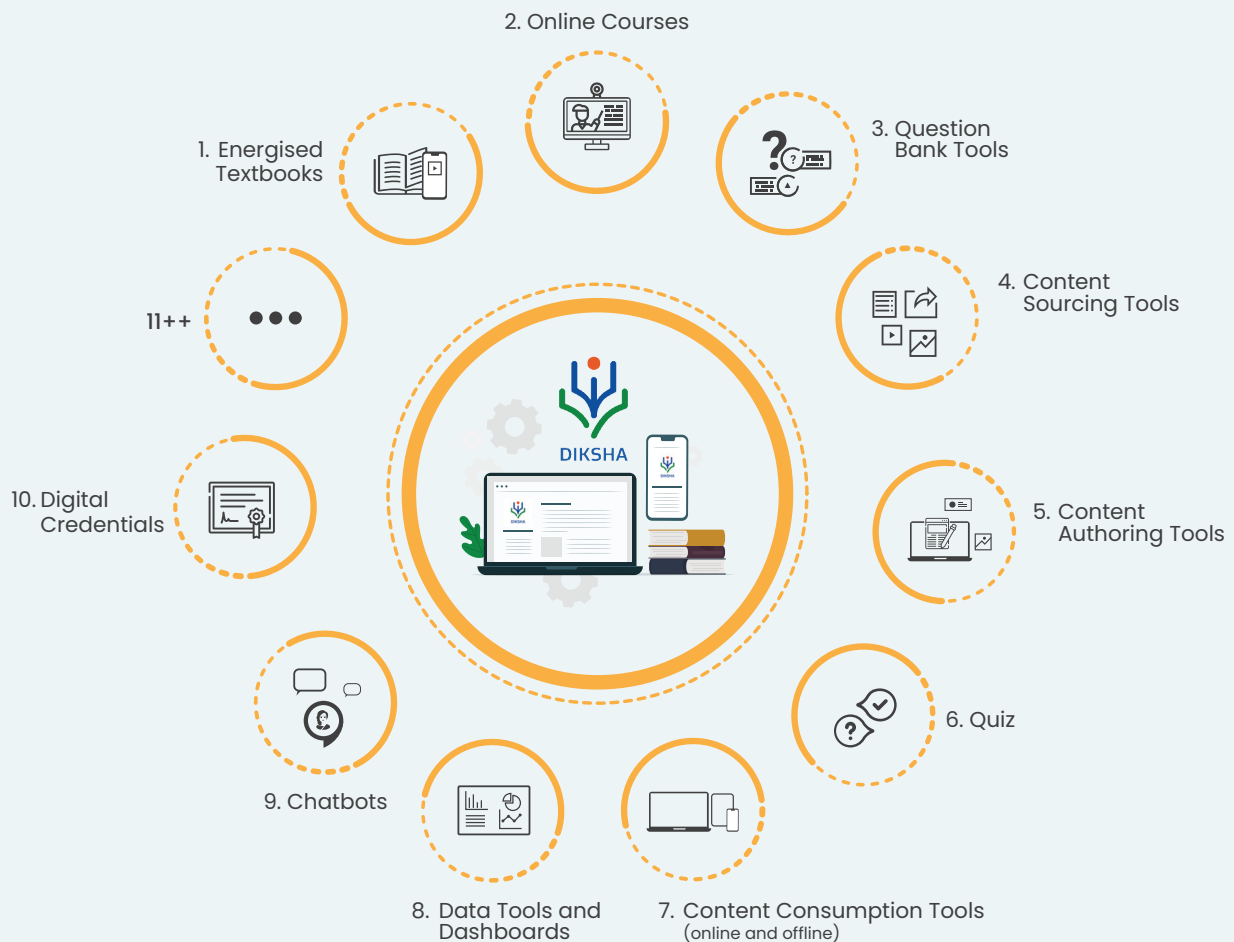 2. Online Courses
1. Energised
Textbooks
3. Question
Bank Tools
?
4. Content
Sourcing Tools
11++
DIKSHA
DIKSHA
DIKSHA
10. Digital
Credentials
5. Content
Authoring Tools
?
6. Quiz
9. Chatbots
8. Data Tools and
Dashboards
7. Content Consumption Tools
(online and offline)